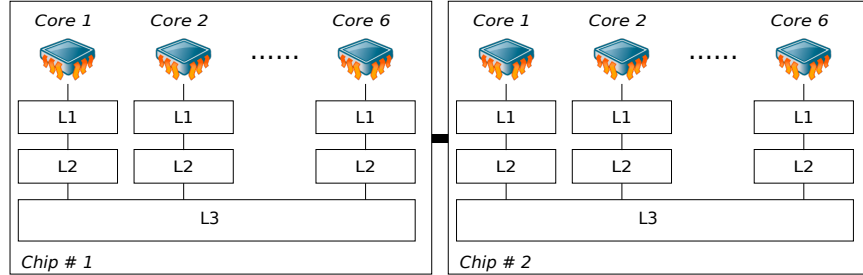 Core 1 Core 2 ...... Core 6 Core 1 Core 2 ...... Core 6
L1 L1 L1 L1 L1 L1
L2 L2 L2 L2 L2 L2
L3 L3
Chip # 1 Chip # 2